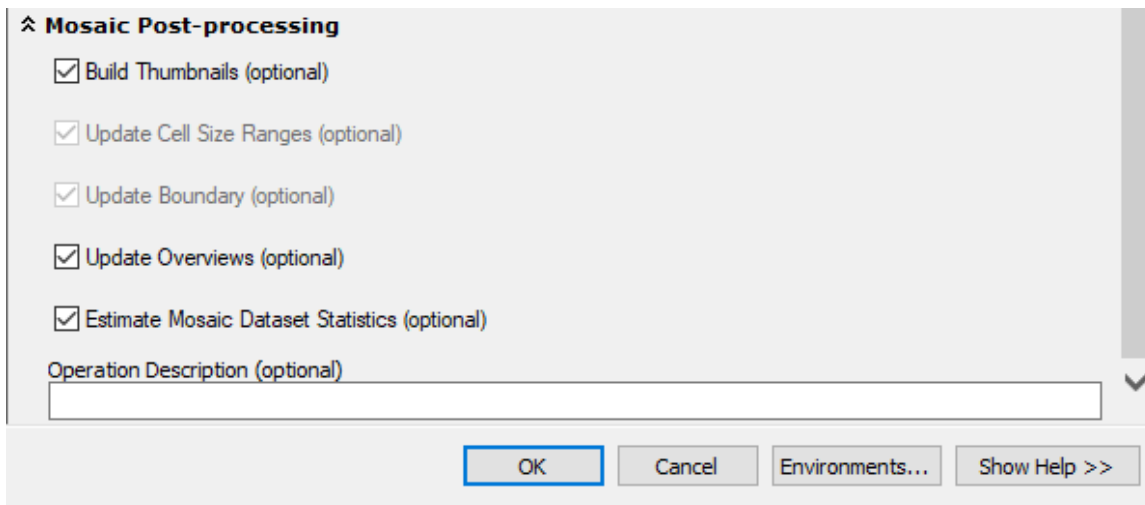 Mosaic Post-processing
Build Thumbnails (optional)
Update Cell Size Ranges (optional)
Update Boundary (optional)
Update Overviews (optional)
Estimate Mosaic Dataset Statistics (optional)
Operation Description (optional)
OK Cancel Environments... Show Help >>